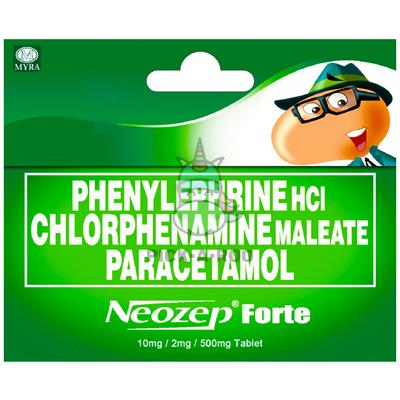 M
MYRA
PHENYLEPHRINE HCl
CHLORPHENAMINE MALEATE
PARACETAMOL
Neozep® Forte
10mg / 2mg / 500mg Tablet